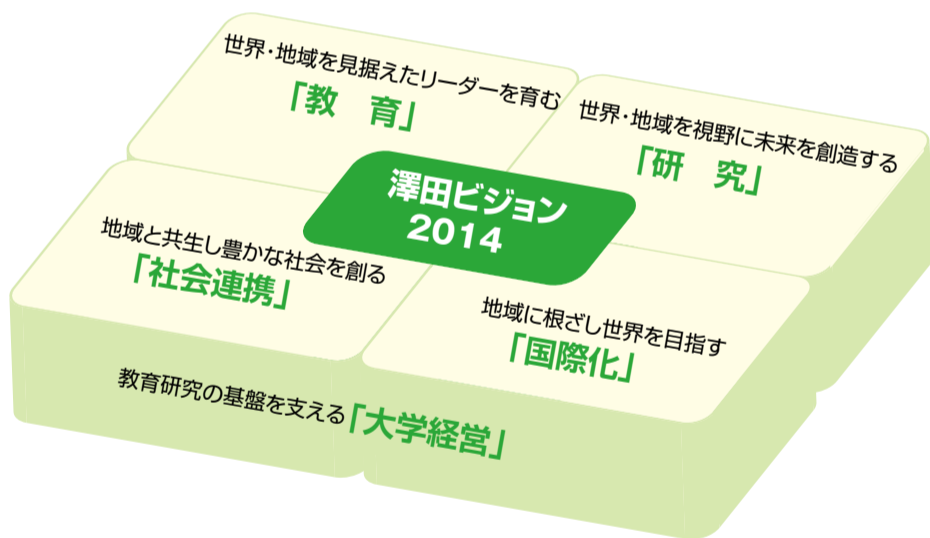 世界・地域を見据えたリーダーを育む
「教　育」
世界・地域を視野に未来を創造する
「研　究」
澤田ビジョン
2014
地域と共生し豊かな社会を創る
「社会連携」
地域に根ざし世界を目指す
「国際化」
教育研究の基盤を支える「大学経営」